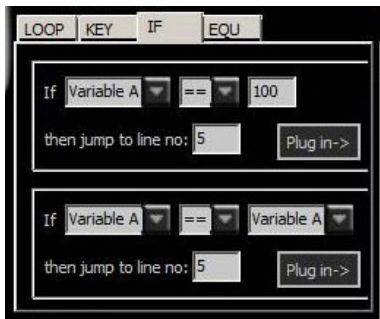 LOOP KEY IF EQU
If Variable A == 100
then jump to line no: 5 Plug in->
If Variable A == Variable A
then jump to line no: 5 Plug in->